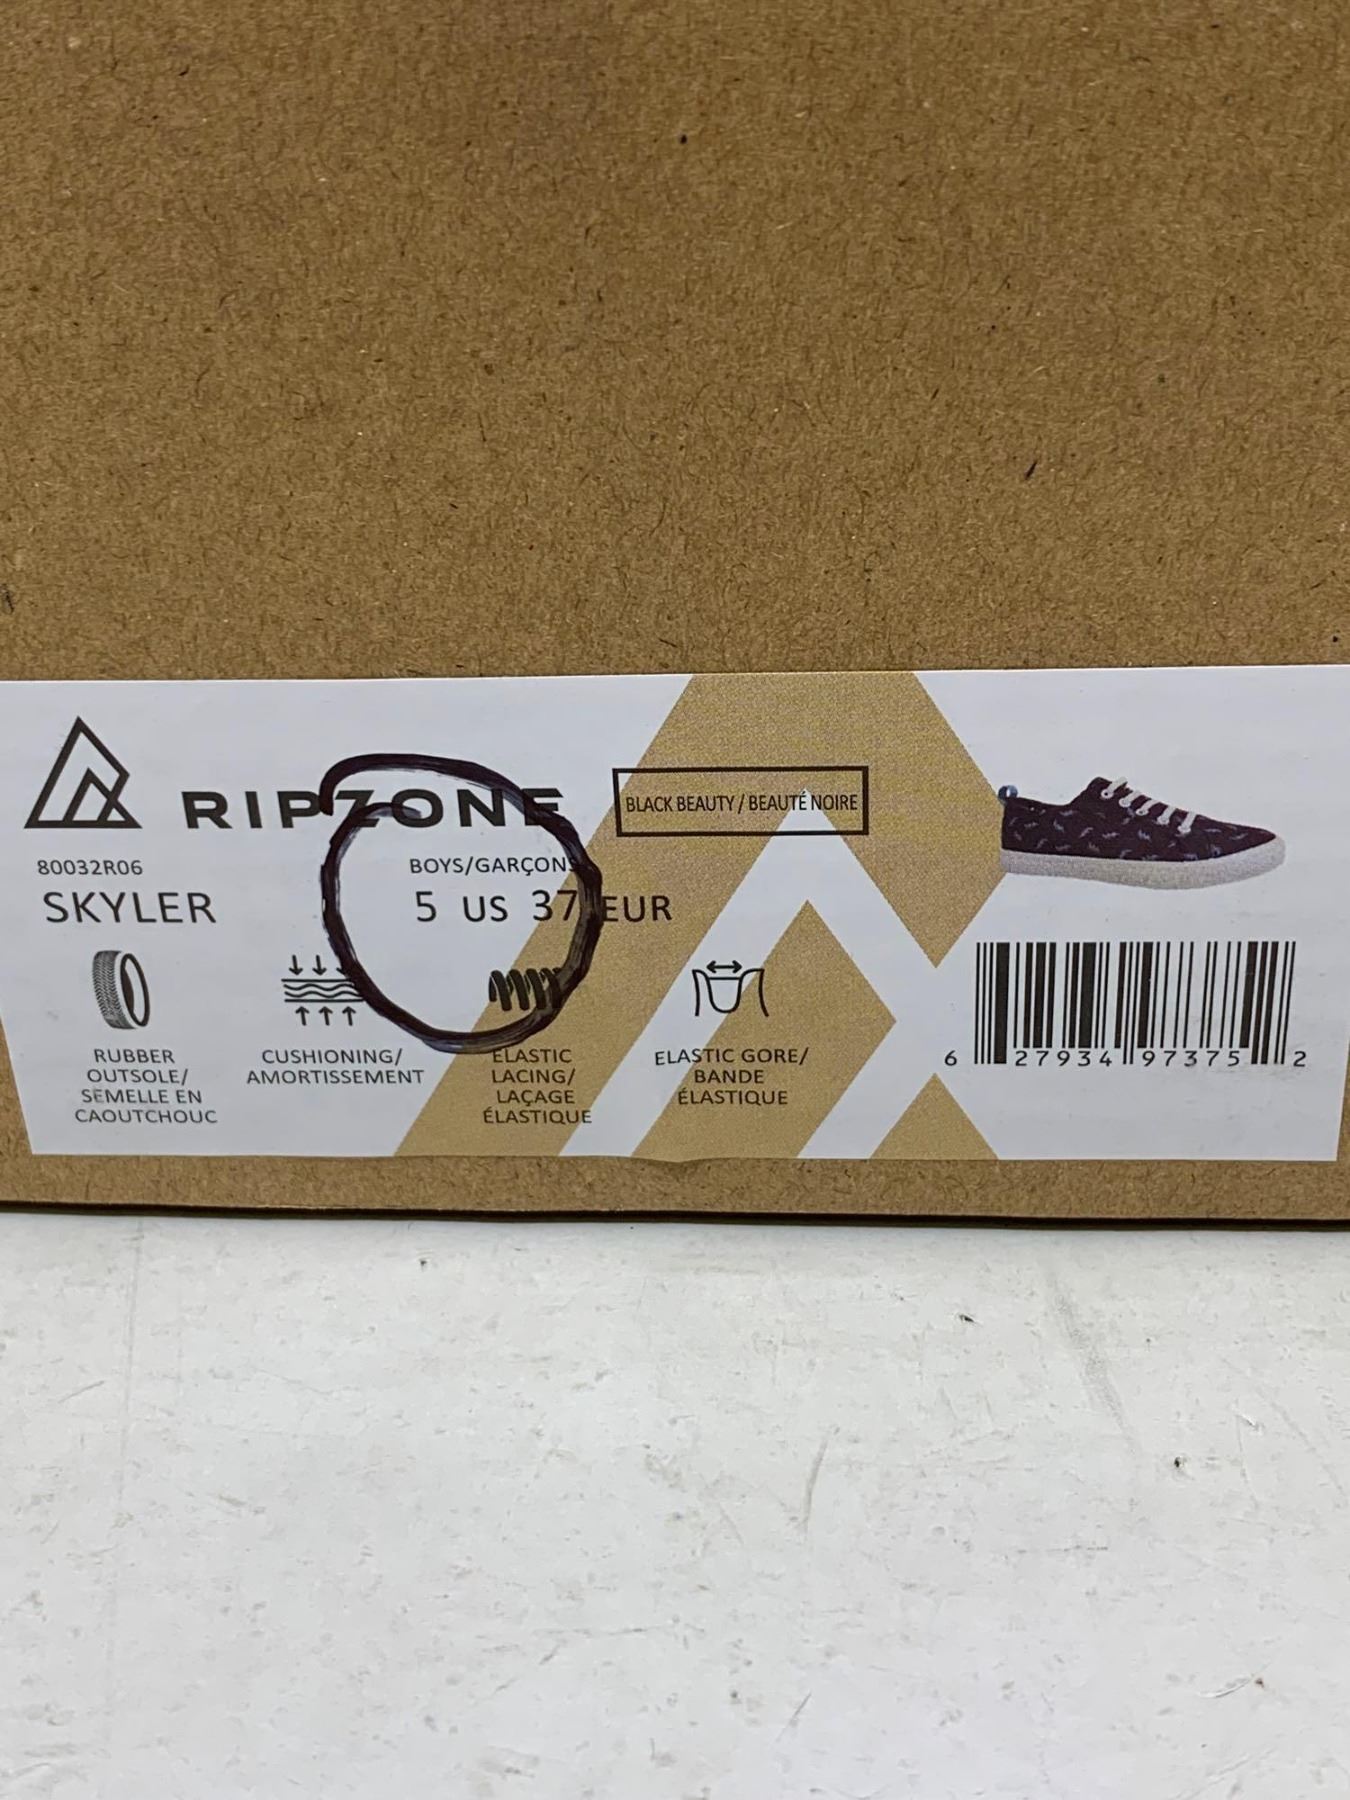 RIPZONE
BLACK BEAUTY / BEAUTÉ NOIRE
80032R06
SKYLER
BOYS/GARÇONS
5 US 37 EUR
RUBBER
OUTSOLE/
SEMELLE EN
CAOUTCHOUC
CUSHIONING/
AMORTISSEMENT
ELASTIC
LACING/
LAÇAGE
ÉLASTIQUE
ELASTIC GORE/
BANDE
ÉLASTIQUE
6 27934 97375 2